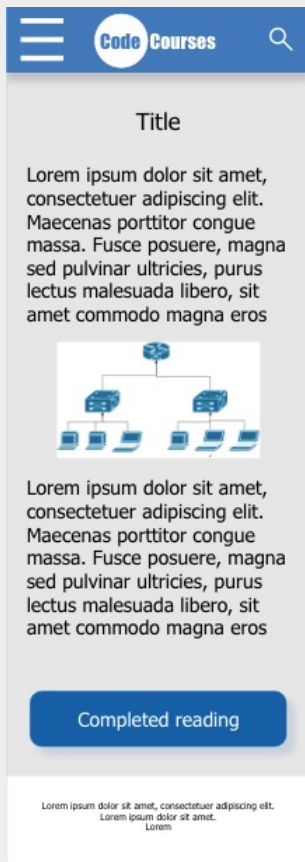 Code Courses
Title
Lorem ipsum dolor sit amet,
consectetuer adipiscing elit.
Maecenas porttitor congue
massa. Fusce posuere, magna
sed pulvinar ultricies, purus
lectus malesuada libero, sit
amet commodo magna eros
Lorem ipsum dolor sit amet,
consectetuer adipiscing elit.
Maecenas porttitor congue
massa. Fusce posuere, magna
sed pulvinar ultricies, purus
lectus malesuada libero, sit
amet commodo magna eros
Completed reading
Lorem ipsum dolor sit amet, consectetuer adipiscing elit.
Lorem ipsum dolor sit amet.
Lorem